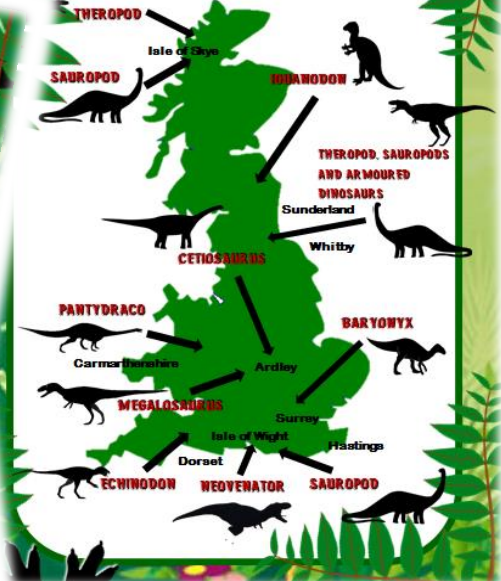 THEROPOD
Isle of Skye
SAUROPOD
IGUANODON
THEROPOD, SAUROPODS
AND ARMOURED
DINOSAURS
Sunderland
Whitby
CETIOSAURUS
PANTYDRACO
BARYONYX
Carmarthenshire
Ardley
MEGALOSAURUS
Surrey
Isle of Wight
Hastings
Dorset
ECHINODON
NEOVENATOR
SAUROPOD